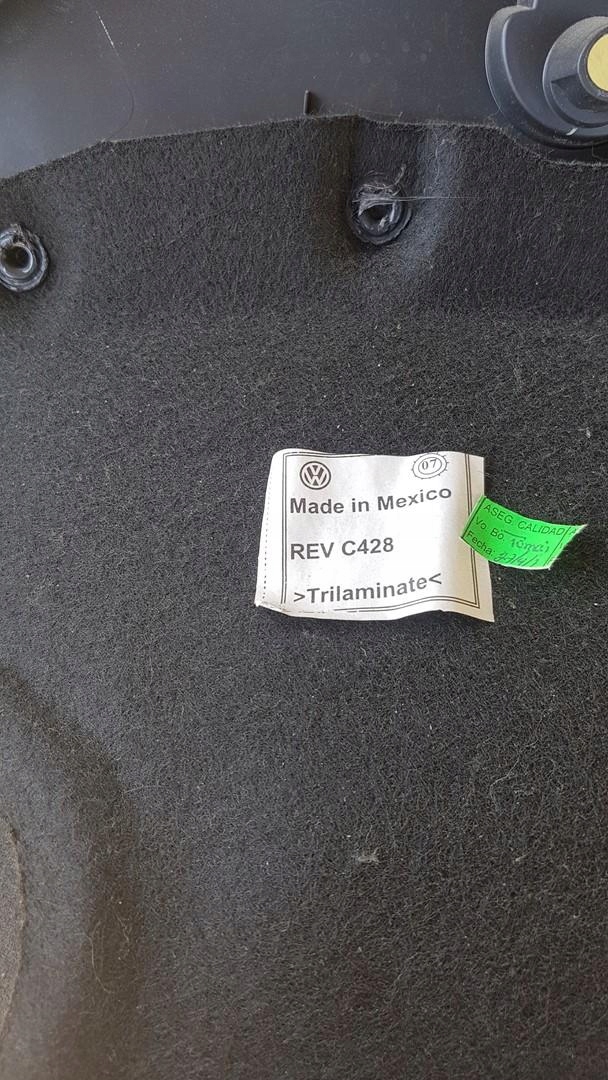 VW
07
Made in Mexico
REV C428
>Trilaminate<
ASEG. CALIDAD
Vo. Bo.
Fecha: